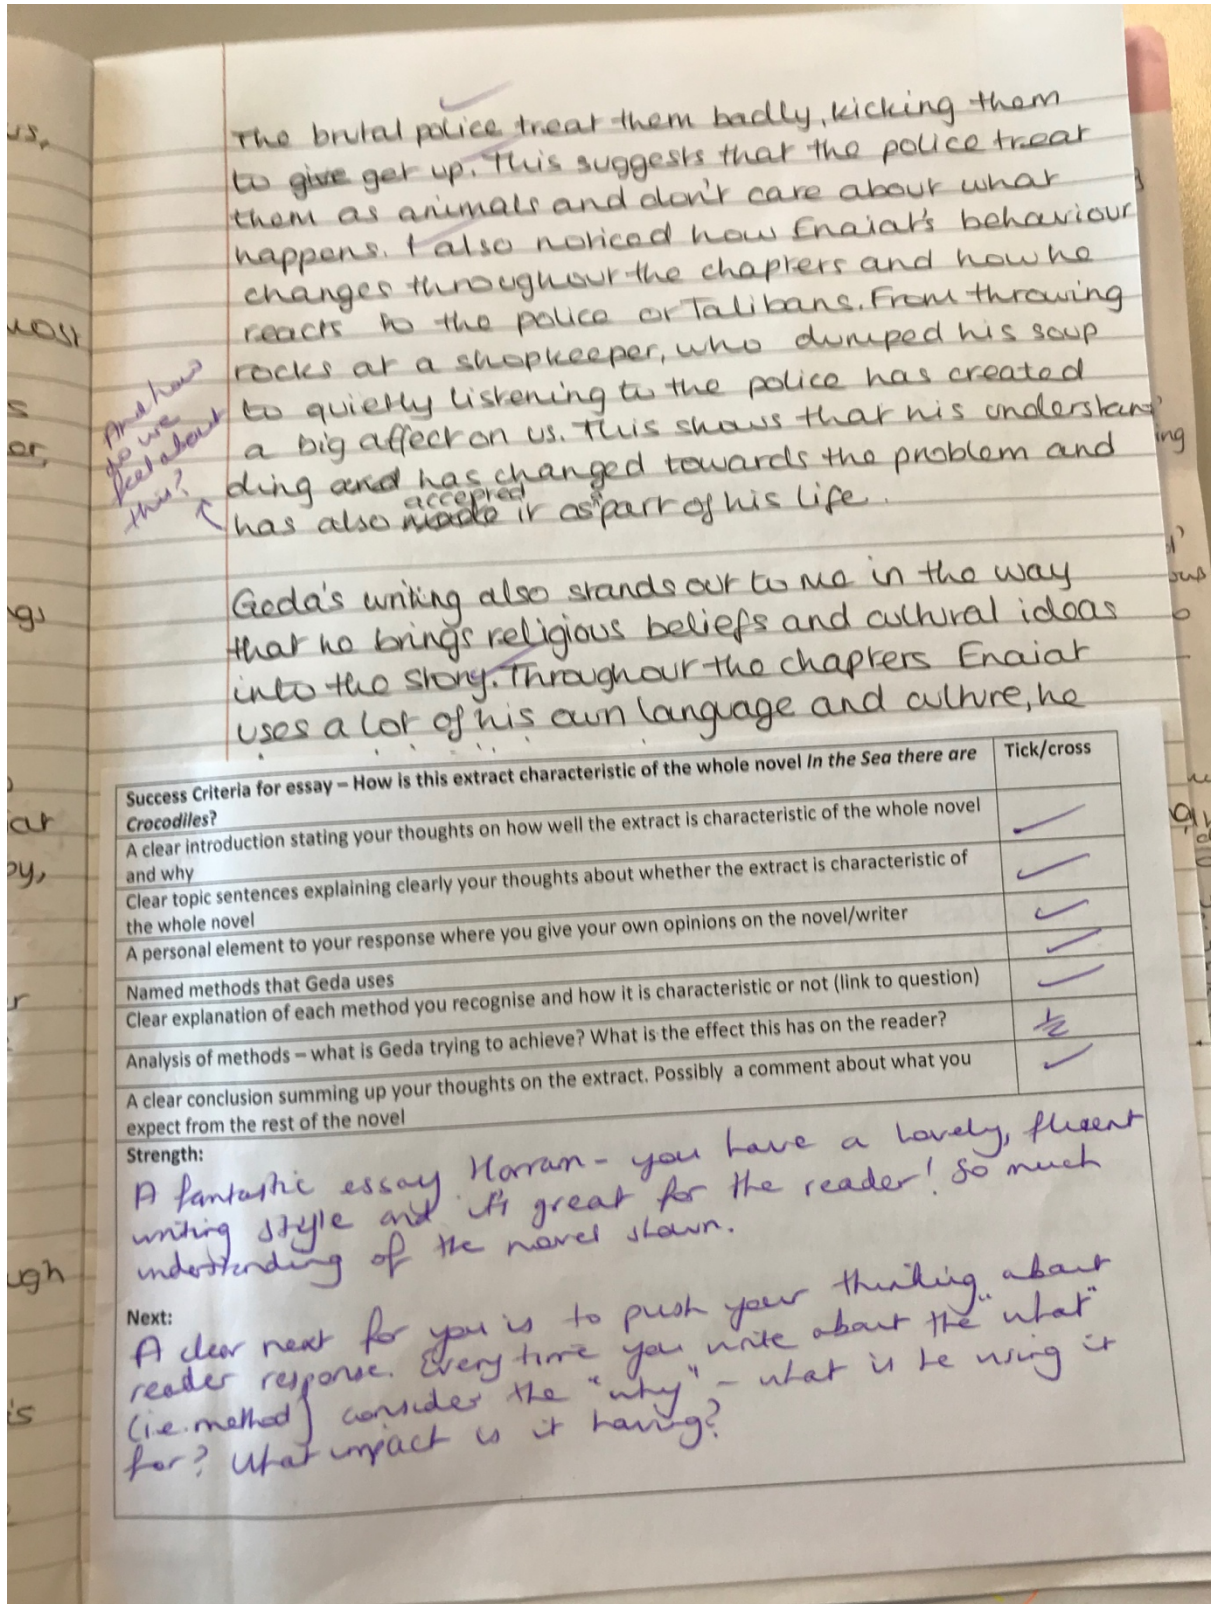 The brutal police treat them badly, kicking them
to give get up. This suggests that the police treat
them as animals and don't care about what
happens. I also noticed how Enaiat's behaviour
changes throughout the chapters and how he
reacts to the police or Talibans. From throwing
rocks at a shopkeeper, who dumped his soup
to quietly listening to the police has created
a big affect on us. This shows that his understan
ding and has changed towards the problem and
has also made accepted it as part of his life.
And how
do we
feel about
this?
Geda's writing also stands out to me in the way
that he brings religious beliefs and cultural ideas
into the story. Throughout the chapters Enaiat
uses a lot of his own language and culture, he
Success Criteria for essay – How is this extract characteristic of the whole novel In the Sea there are
Crocodiles?
Tick/cross
A clear introduction stating your thoughts on how well the extract is characteristic of the whole novel
and why
Clear topic sentences explaining clearly your thoughts about whether the extract is characteristic of
the whole novel
A personal element to your response where you give your own opinions on the novel/writer
Named methods that Geda uses
Clear explanation of each method you recognise and how it is characteristic or not (link to question)
Analysis of methods – what is Geda trying to achieve? What is the effect this has on the reader?
½
A clear conclusion summing up your thoughts on the extract. Possibly a comment about what you
expect from the rest of the novel
Strength:
A fantastic essay - you have a lovely, fluent
writing style and it's great for the reader! So much
understanding of the novel shown.
Next:
A clear next for you is to push your thinking about
reader response. Every time you write about the "what"
(i.e. method) consider the "why" - what is he using it
for? What impact is it having?
us,
most
s
or,
gs
ar
py,
r
ugh
is
ing